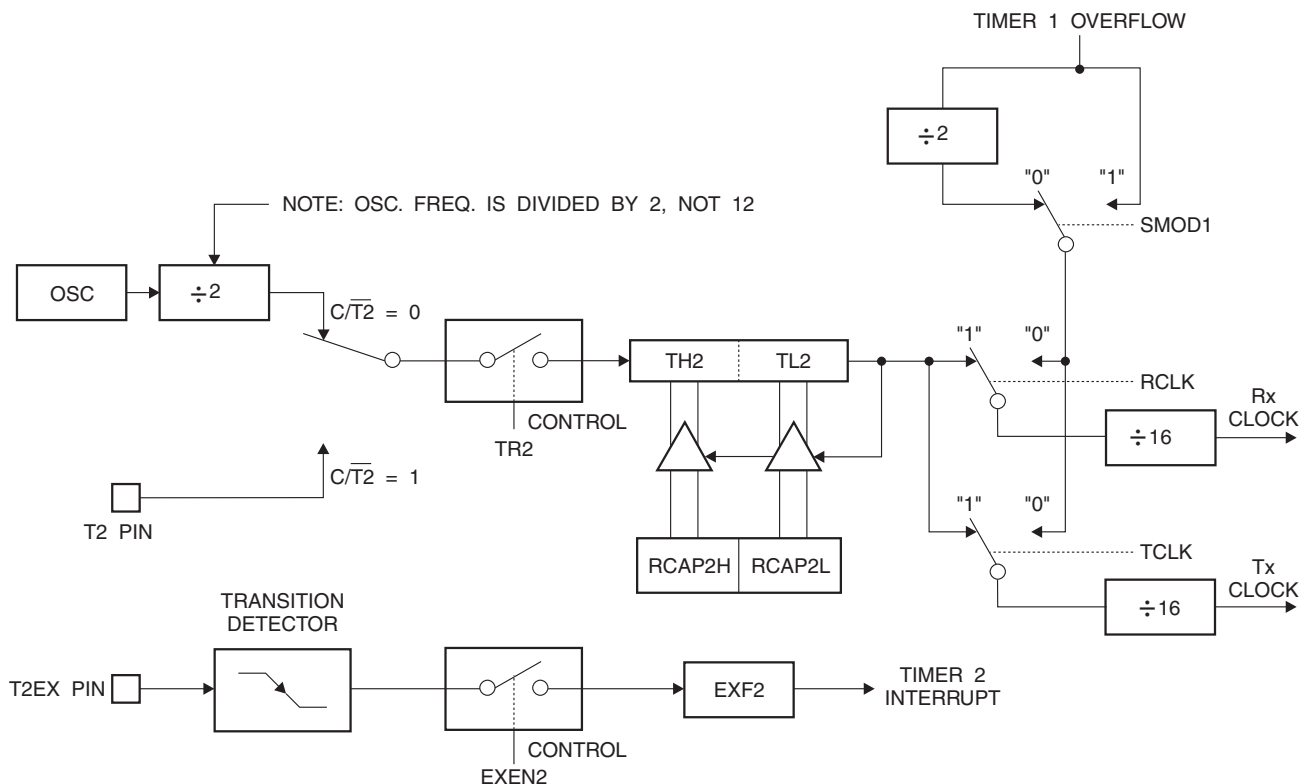 TIMER 1 OVERFLOW
÷2
"0" "1"
SMOD1
NOTE: OSC. FREQ. IS DIVIDED BY 2, NOT 12
OSC
÷2
C/T2̅ = 0
TH2 TL2
"1" "0"
RCLK
CONTROL
TR2
÷16
Rx
CLOCK
C/T2̅ = 1
T2 PIN
RCAP2H RCAP2L
"1" "0"
TCLK
÷16
Tx
CLOCK
TRANSITION
DETECTOR
T2EX PIN
EXF2
TIMER 2
INTERRUPT
CONTROL
EXEN2